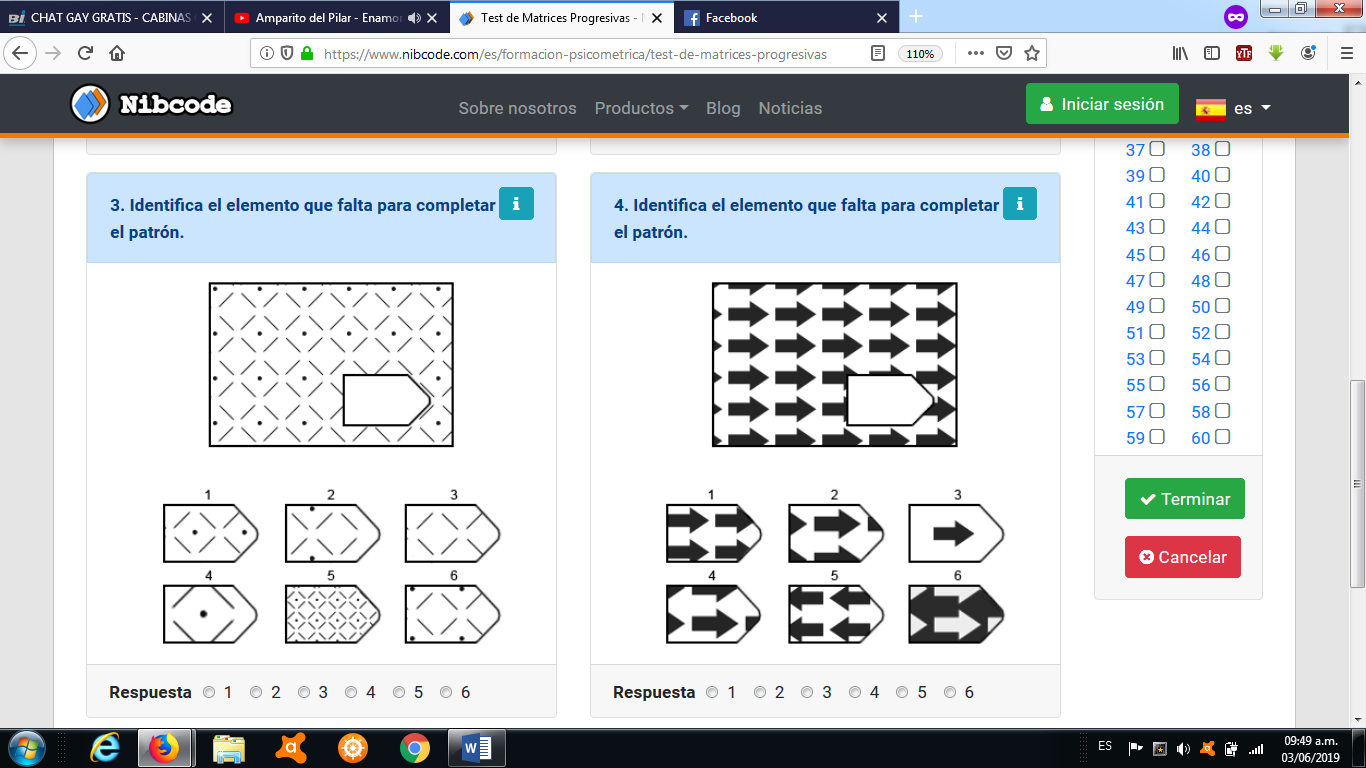 CHAT GAY GRATIS - CABINAS
Amparito del Pilar - Enamor
Test de Matrices Progresivas -
Facebook
https://www.nibcode.com/es/formacion-psicometrica/test-de-matrices-progresivas
110%
Nibcode
Sobre nosotros Productos Blog Noticias
Iniciar sesión
es
3. Identifica el elemento que falta para completar
el patrón.
1 2 3
4 5 6
Respuesta 1 2 3 4 5 6
4. Identifica el elemento que falta para completar
el patrón.
1 2 3
4 5 6
Respuesta 1 2 3 4 5 6
37 38
39 40
41 42
43 44
45 46
47 48
49 50
51 52
53 54
55 56
57 58
59 60
Terminar
Cancelar
ES
09:49 a.m.
03/06/2019